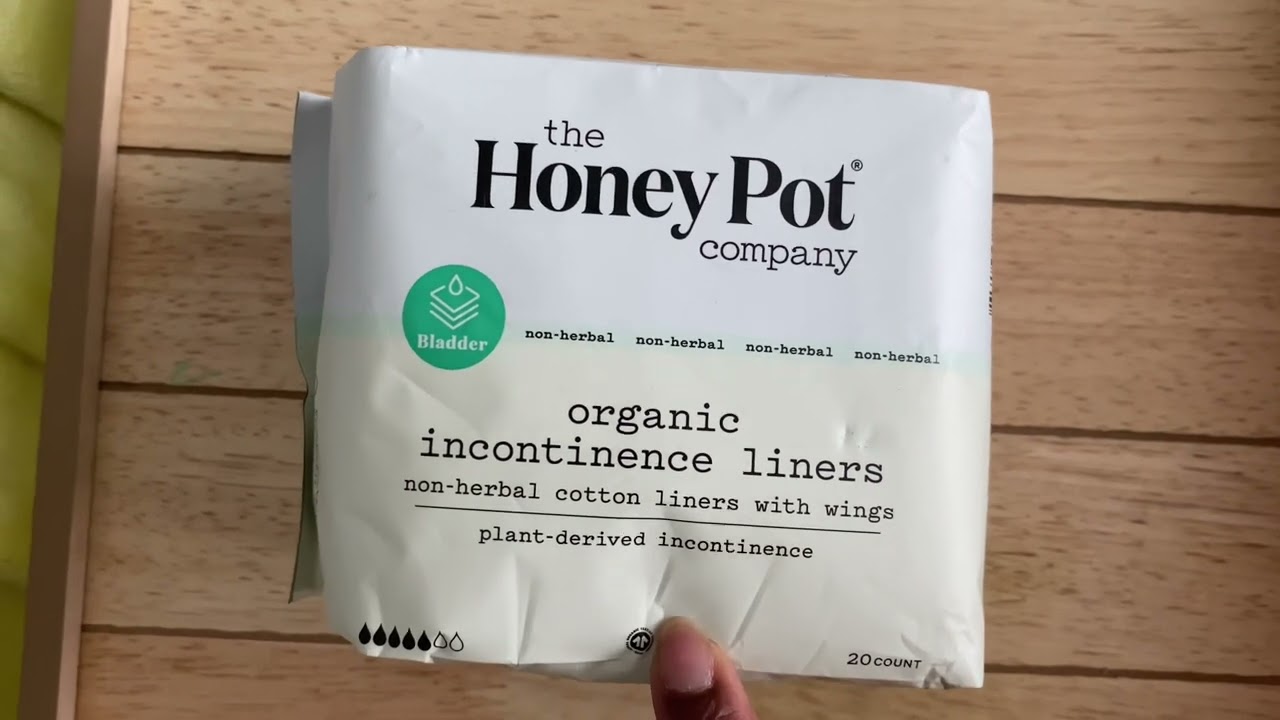 the
Honey Pot®
company
Bladder
non-herbal non-herbal non-herbal non-herbal
organic
incontinence liners
non-herbal cotton liners with wings
plant-derived incontinence
20 COUNT